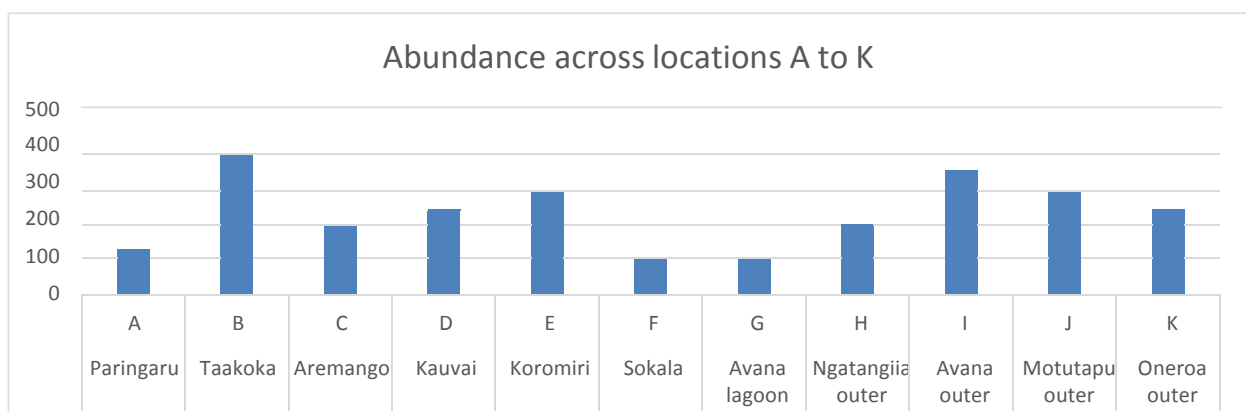 Abundance across locations A to K
500
400
300
200
100
0
A B C D E F G H I J K
Paringaru Taakoka Aremango Kauvai Koromiri Sokala Avana Ngatangiia Avana Motutapu Oneroa
lagoon outer outer outer outer